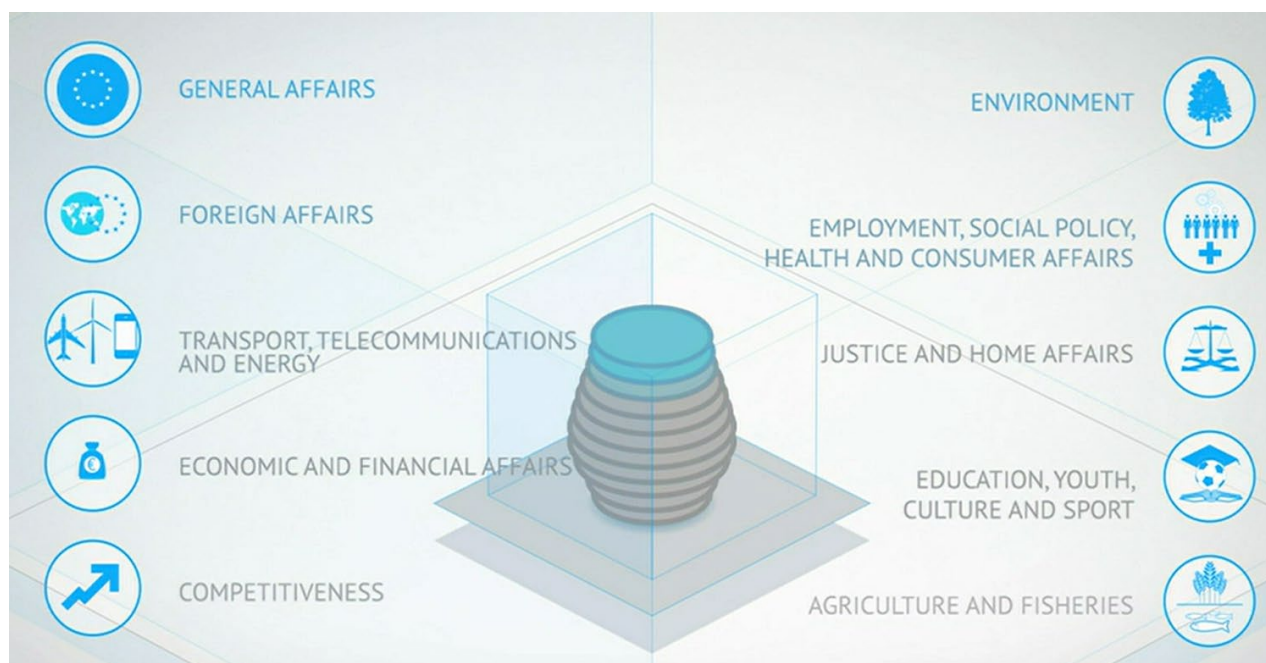 GENERAL AFFAIRS
FOREIGN AFFAIRS
TRANSPORT, TELECOMMUNICATIONS
AND ENERGY
ECONOMIC AND FINANCIAL AFFAIRS
COMPETITIVENESS
ENVIRONMENT
EMPLOYMENT, SOCIAL POLICY,
HEALTH AND CONSUMER AFFAIRS
JUSTICE AND HOME AFFAIRS
EDUCATION, YOUTH,
CULTURE AND SPORT
AGRICULTURE AND FISHERIES